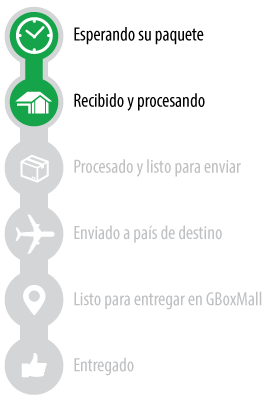 Esperando su paquete
Recibido y procesando
Procesado y listo para enviar
Enviado a país de destino
Listo para entregar en GBoxMall
Entregado